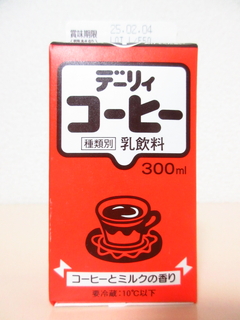 賞味期限
25.02.04
デーリィ
コーヒー
種類別 乳飲料
300ml
コーヒーとミルクの香り
要冷蔵:10℃以下